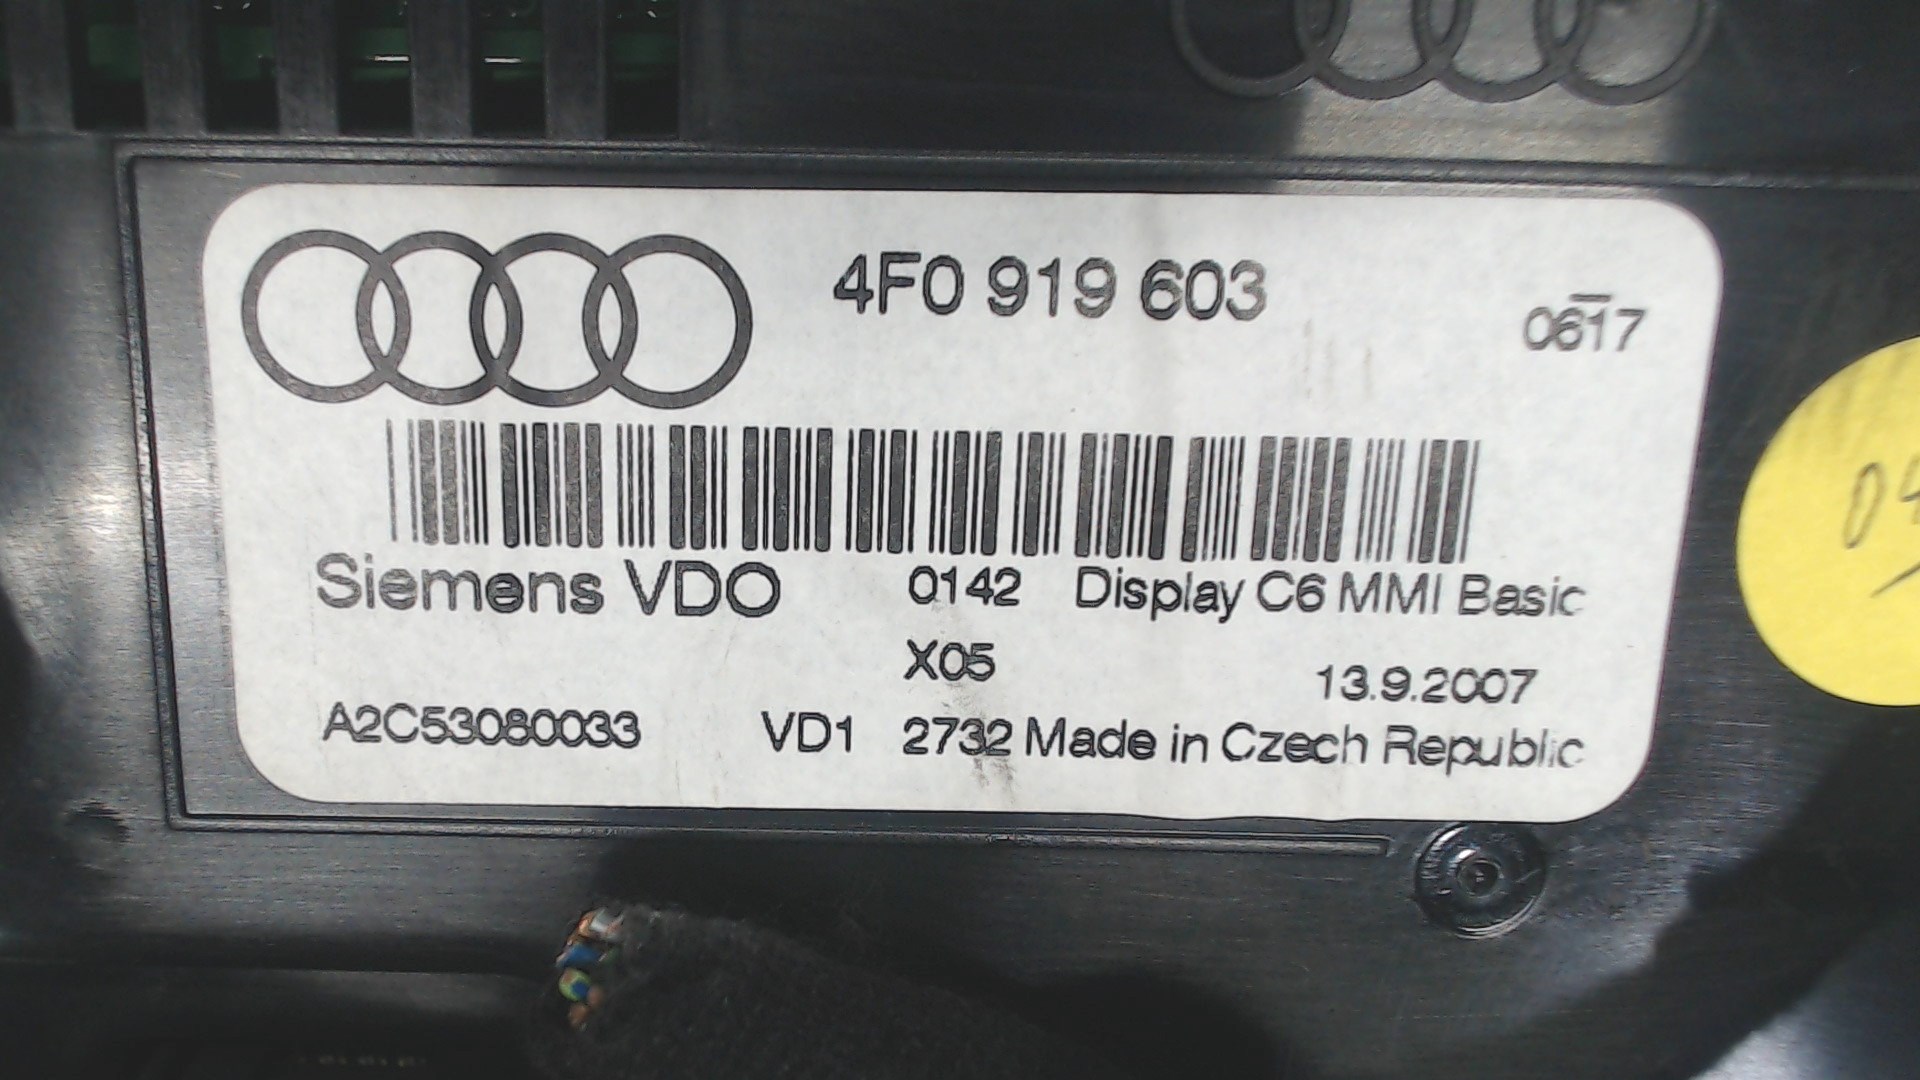 4F0 919 603
0617
Siemens VDO 0142 Display C6 MMI Basic
X05
13.9.2007
A2C53080033 VD1 2732 Made in Czech Republic